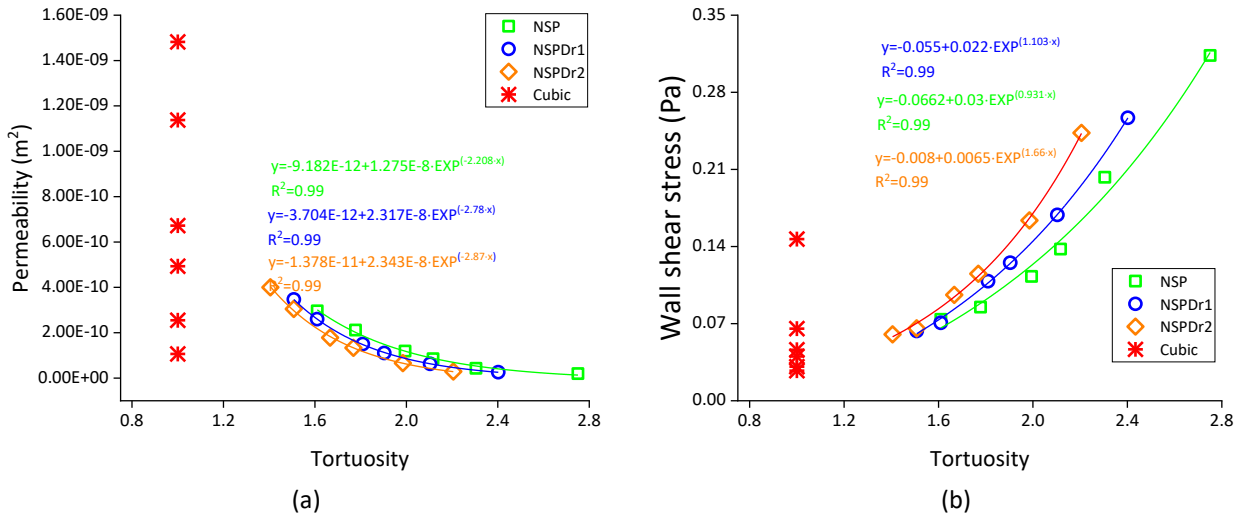 1.60E-09
1.40E-09
1.20E-09
1.00E-09
8.00E-10
6.00E-10
4.00E-10
2.00E-10
0.00E+00
Permeability (m²)
NSP
NSPDr1
NSPDr2
Cubic
y=-9.182E-12+1.275E-8·EXP(-2.208·x)
R²=0.99
y=-3.704E-12+2.317E-8·EXP(-2.78·x)
R²=0.99
y=-1.378E-11+2.343E-8·EXP(-2.87·x)
R²=0.99
0.8 1.2 1.6 2.0 2.4 2.8
Tortuosity
(a)
0.35
0.28
0.21
0.14
0.07
0.00
Wall shear stress (Pa)
y=-0.055+0.022·EXP(1.103·x)
R²=0.99
y=-0.0662+0.03·EXP(0.931·x)
R²=0.99
y=-0.008+0.0065·EXP(1.66·x)
R²=0.99
NSP
NSPDr1
NSPDr2
Cubic
0.8 1.2 1.6 2.0 2.4 2.8
Tortuosity
(b)